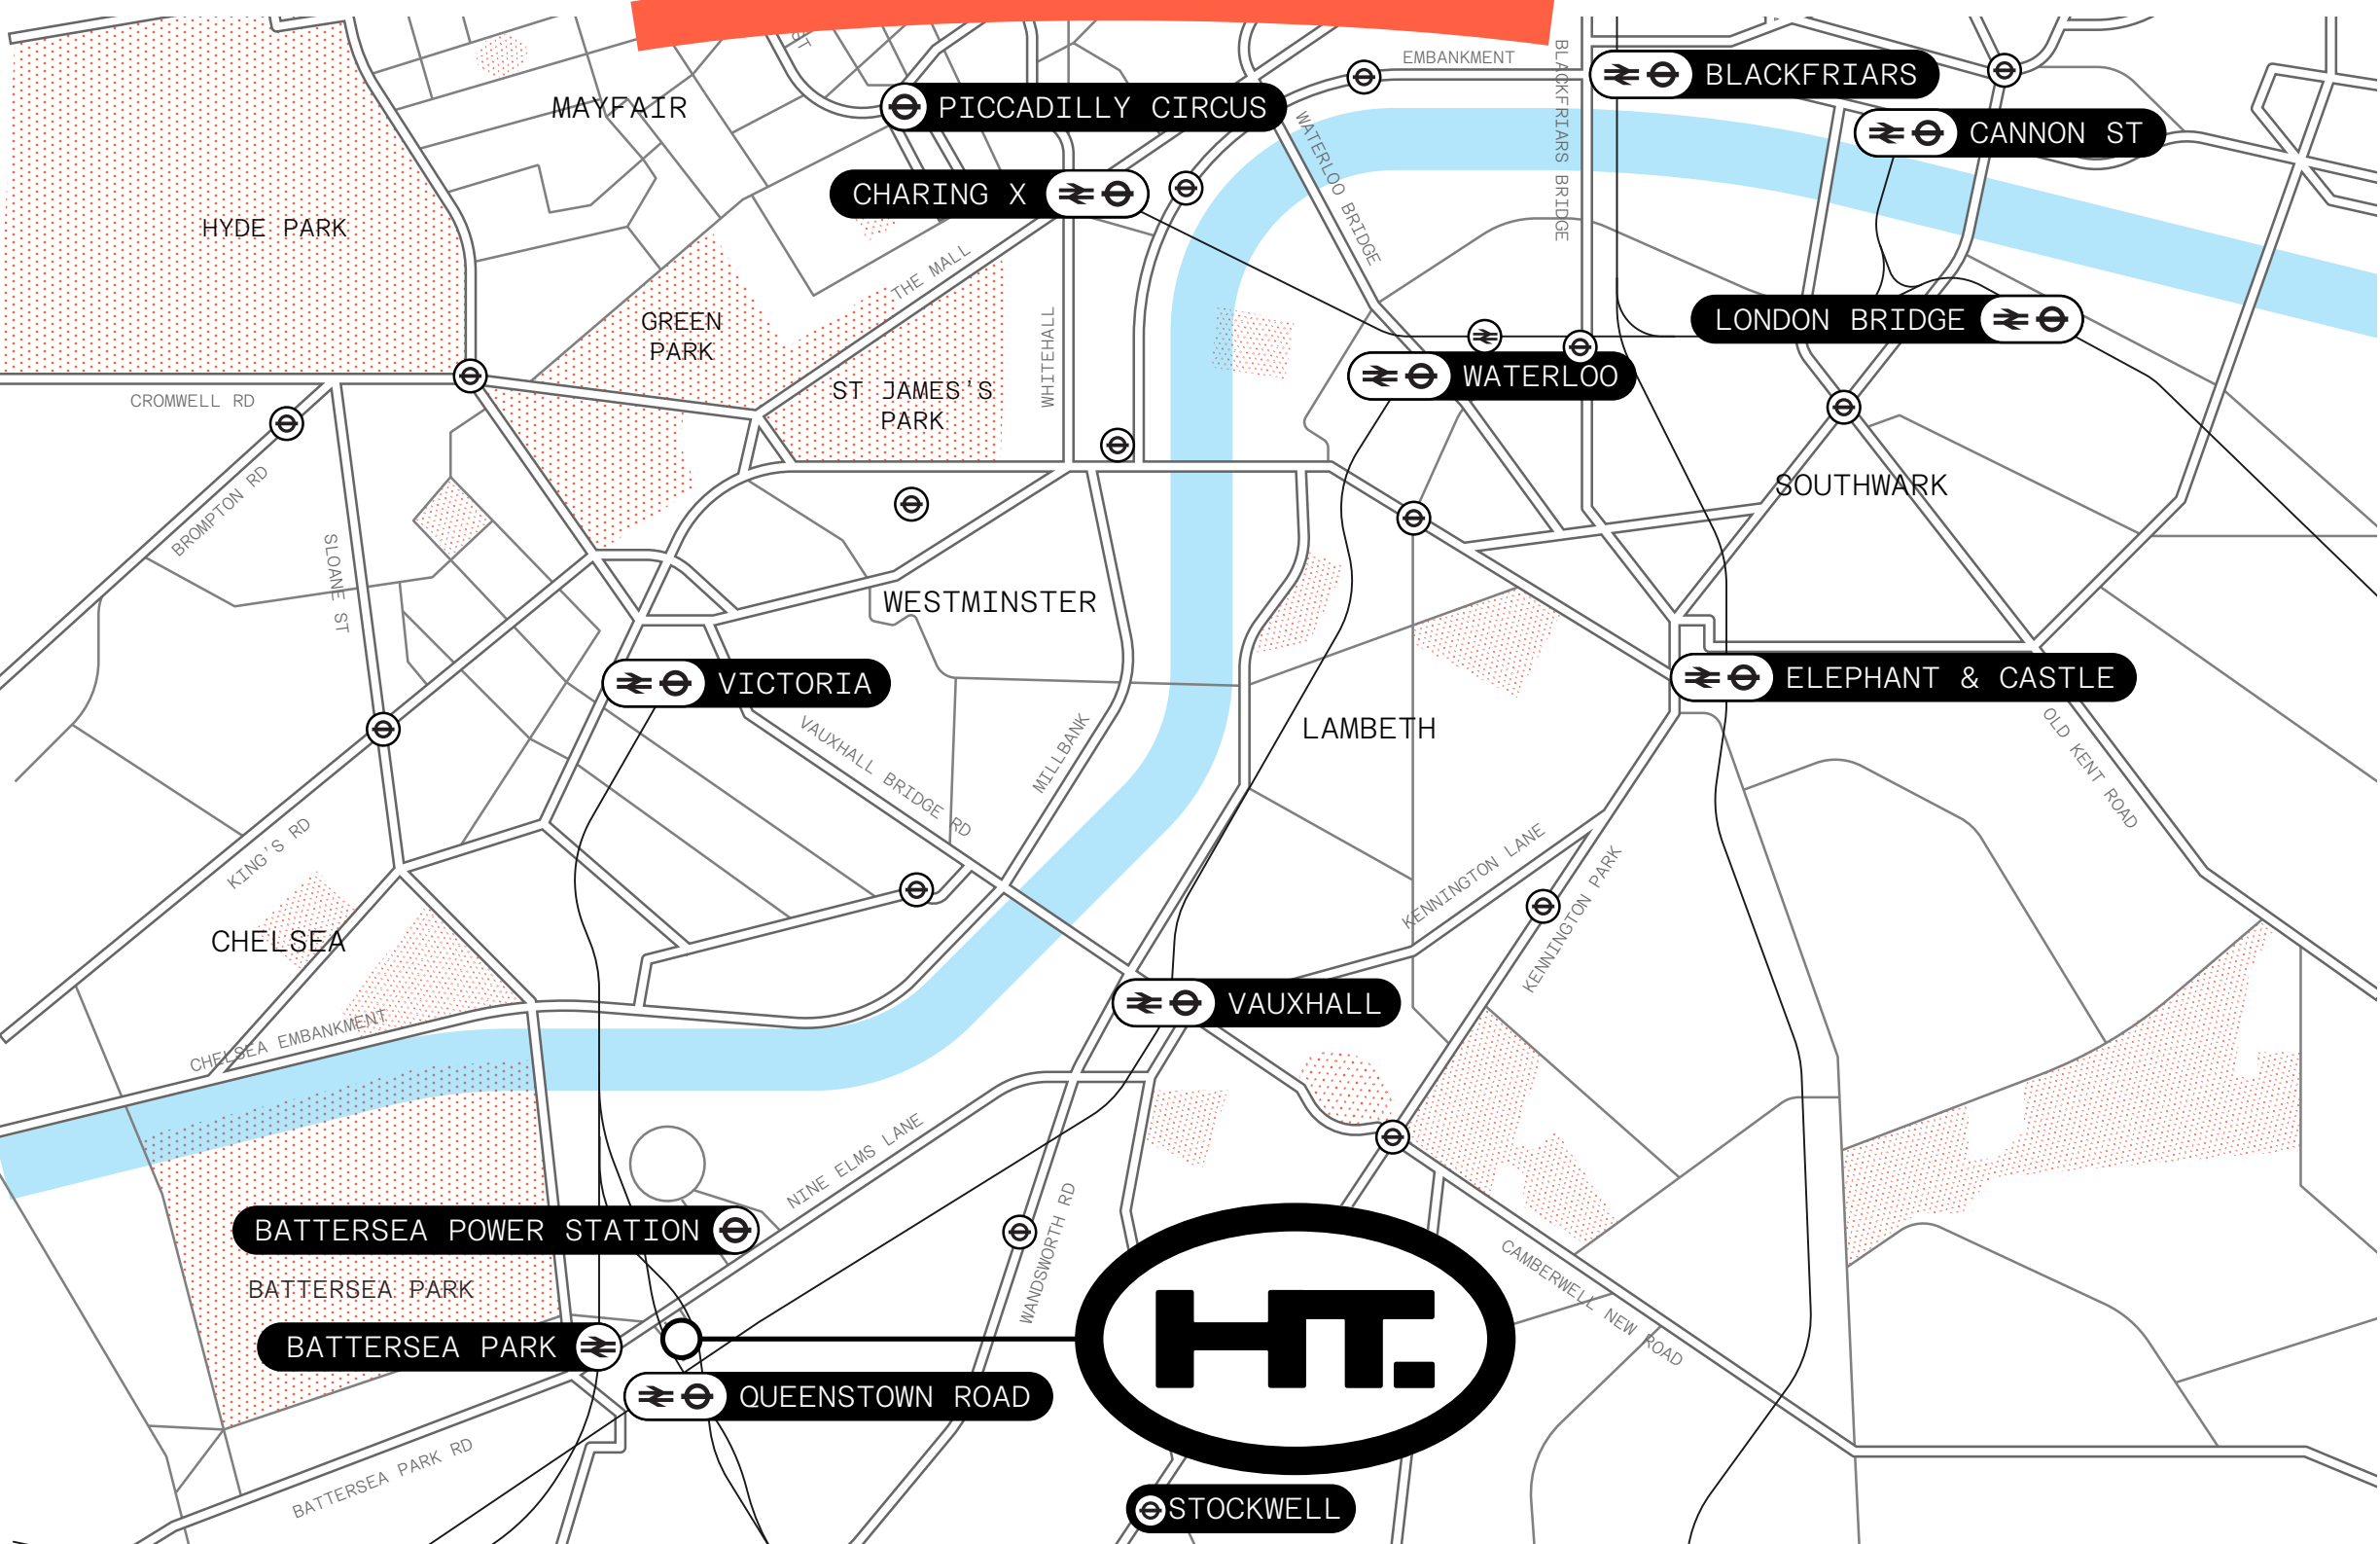 ST
EMBANKMENT
BLACKFRIARS BRIDGE
BLACKFRIARS
MAYFAIR
PICCADILLY CIRCUS
CANNON ST
WATERLOO BRIDGE
CHARING X
HYDE PARK
THE MALL
GREEN
PARK
WHITEHALL
LONDON BRIDGE
WATERLOO
ST JAMES'S
PARK
CROMWELL RD
BROMPTON RD
SOUTHWARK
SLOANE ST
WESTMINSTER
VICTORIA
ELEPHANT & CASTLE
LAMBETH
OLD KENT ROAD
VAUXHALL BRIDGE RD
MILLBANK
KING'S RD
KENNINGTON LANE
KENNINGTON PARK
CHELSEA
VAUXHALL
CHELSEA EMBANKMENT
NINE ELMS LANE
WANDSWORTH RD
BATTERSEA POWER STATION
BATTERSEA PARK
CAMBERWELL NEW ROAD
BATTERSEA PARK
HT.
QUEENSTOWN ROAD
BATTERSEA PARK RD
STOCKWELL